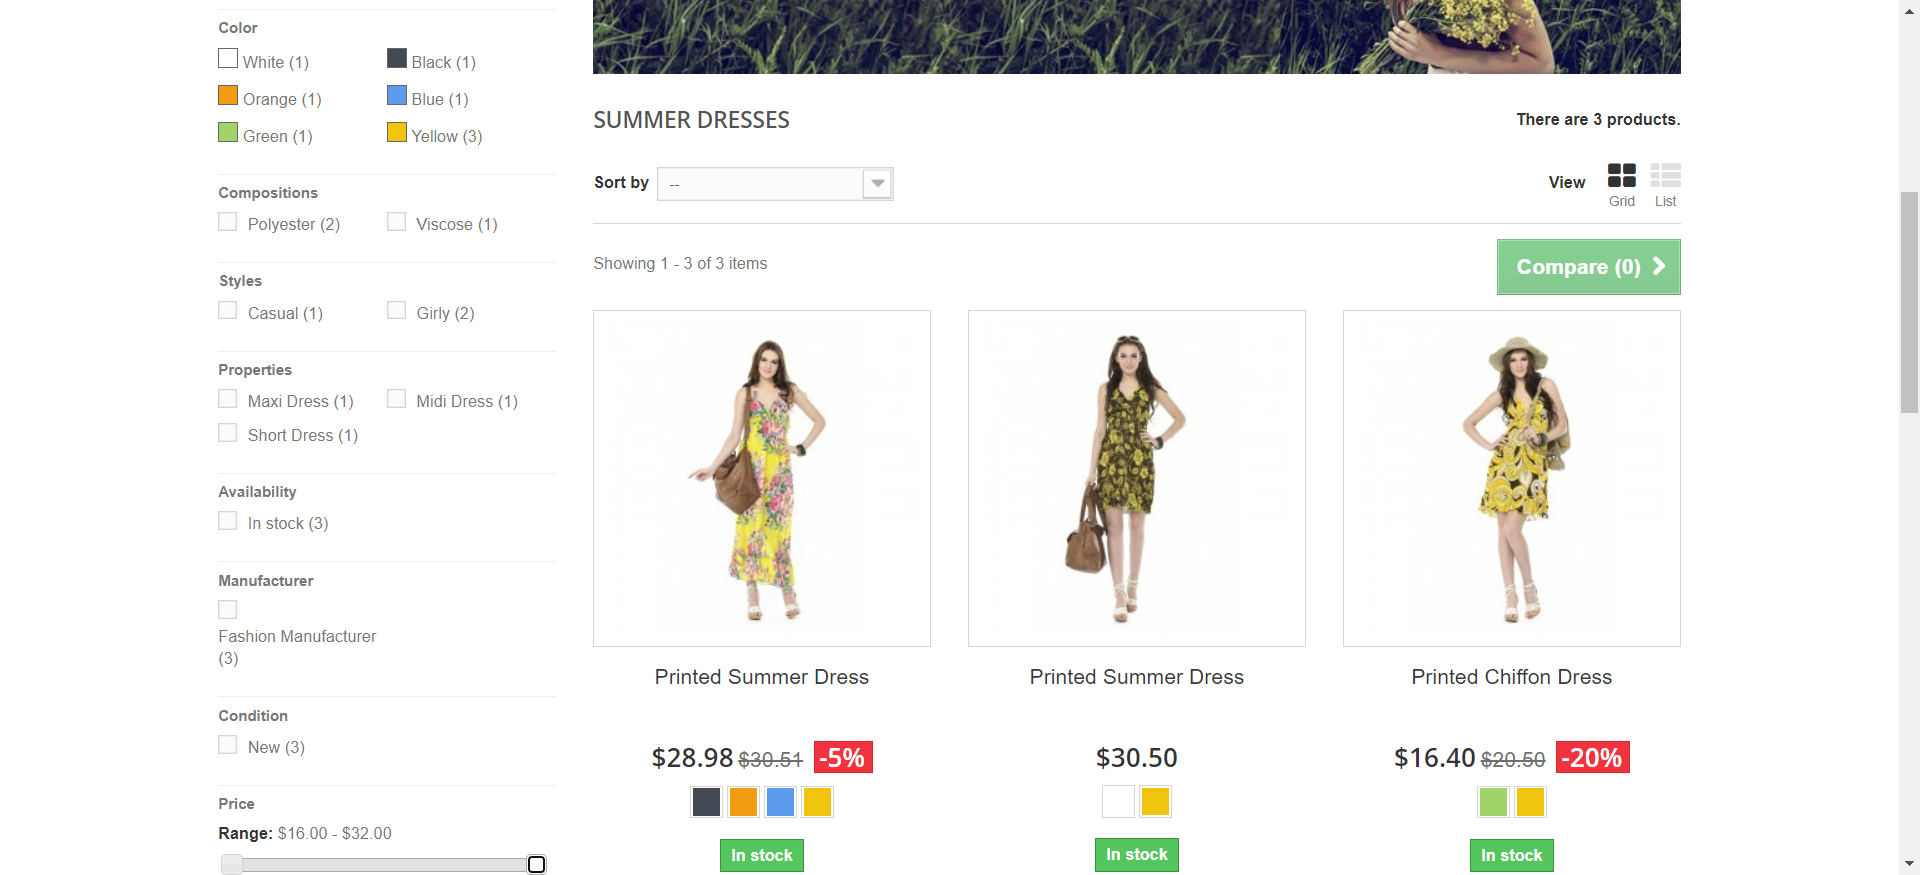 Color
White (1)
Black (1)
Orange (1)
Blue (1)
Green (1)
Yellow (3)
Compositions
Polyester (2)
Viscose (1)
Styles
Casual (1)
Girly (2)
Properties
Maxi Dress (1)
Midi Dress (1)
Short Dress (1)
Availability
In stock (3)
Manufacturer
Fashion Manufacturer
(3)
Condition
New (3)
Price
Range: $16.00 - $32.00
SUMMER DRESSES
There are 3 products.
Sort by
--
View
Grid
List
Showing 1 - 3 of 3 items
Compare (0)
Printed Summer Dress
$28.98 $30.51 -5%
In stock
Printed Summer Dress
$30.50
In stock
Printed Chiffon Dress
$16.40 $20.50 -20%
In stock